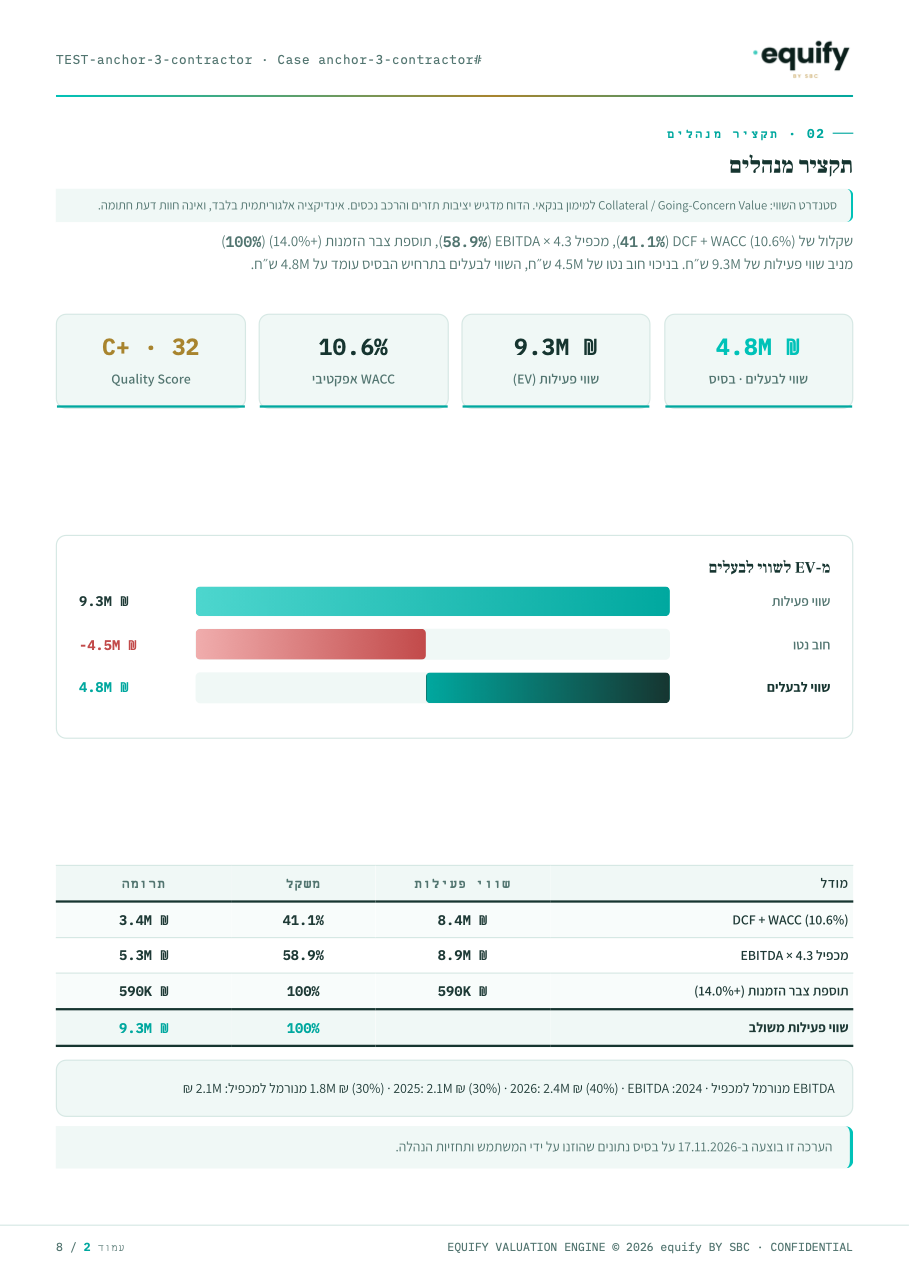 TEST-anchor-3-contractor · Case anchor-3-contractor#
equify
BY SBC
02 · תקציר מנהלים
תקציר מנהלים
סטנדרט השווי: Collateral / Going-Concern Value למימון בנקאי. הדוח מדגיש יציבות תזרים והרכב נכסים. אינדיקציה אלגוריתמית בלבד, ואינה חוות דעת חתומה.
שקלול של DCF + WACC (10.6%) (41.1%), מכפיל EBITDA × 4.3 (58.9%), תוספת צבר הזמנות (+14.0%) (100%)
מניב שווי פעילות של 9.3M ש״ח. בניכוי חוב נטו של 4.5M ש״ח, השווי לבעלים בתרחיש הבסיס עומד על 4.8M ש״ח.
4.8M ₪
שווי לבעלים · בסיס
9.3M ₪
שווי פעילות (EV)
10.6%
WACC אפקטיבי
C+ · 32
Quality Score
מ-EV לשווי לבעלים
שווי פעילות 9.3M ₪
חוב נטו -4.5M ₪
שווי לבעלים 4.8M ₪
מודל שווי פעילות משקל תרומה
DCF + WACC (10.6%) 8.4M ₪ 41.1% 3.4M ₪
מכפיל EBITDA × 4.3 8.9M ₪ 58.9% 5.3M ₪
תוספת צבר הזמנות (+14.0%) 590K ₪ 100% 590K ₪
שווי פעילות משולב 100% 9.3M ₪
EBITDA מנורמל למכפיל · EBITDA :2024 · 2026: 2.4M ₪ (40%) · 2025: 2.1M ₪ (30%) · 1.8M ₪ (30%) מנורמל למכפיל: 2.1M ₪
הערכה זו בוצעה ב-17.11.2026 על בסיס נתונים שהוזנו על ידי המשתמש ותחזיות הנהלה.
EQUIFY VALUATION ENGINE © 2026 equify BY SBC · CONFIDENTIAL
עמוד 2 / 8